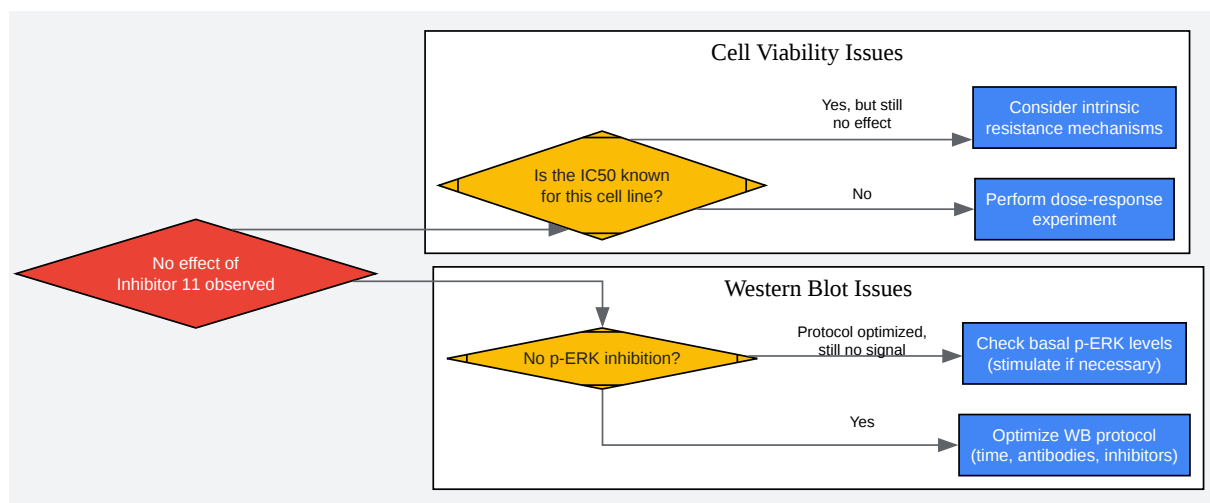 Cell Viability Issues
Yes, but still
no effect
Consider intrinsic
resistance mechanisms
Is the IC50 known
for this cell line?
No
Perform dose-response
experiment
No effect of
Inhibitor 11 observed
Western Blot Issues
No p-ERK inhibition?
Protocol optimized,
still no signal
Check basal p-ERK levels
(stimulate if necessary)
Yes
Optimize WB protocol
(time, antibodies, inhibitors)